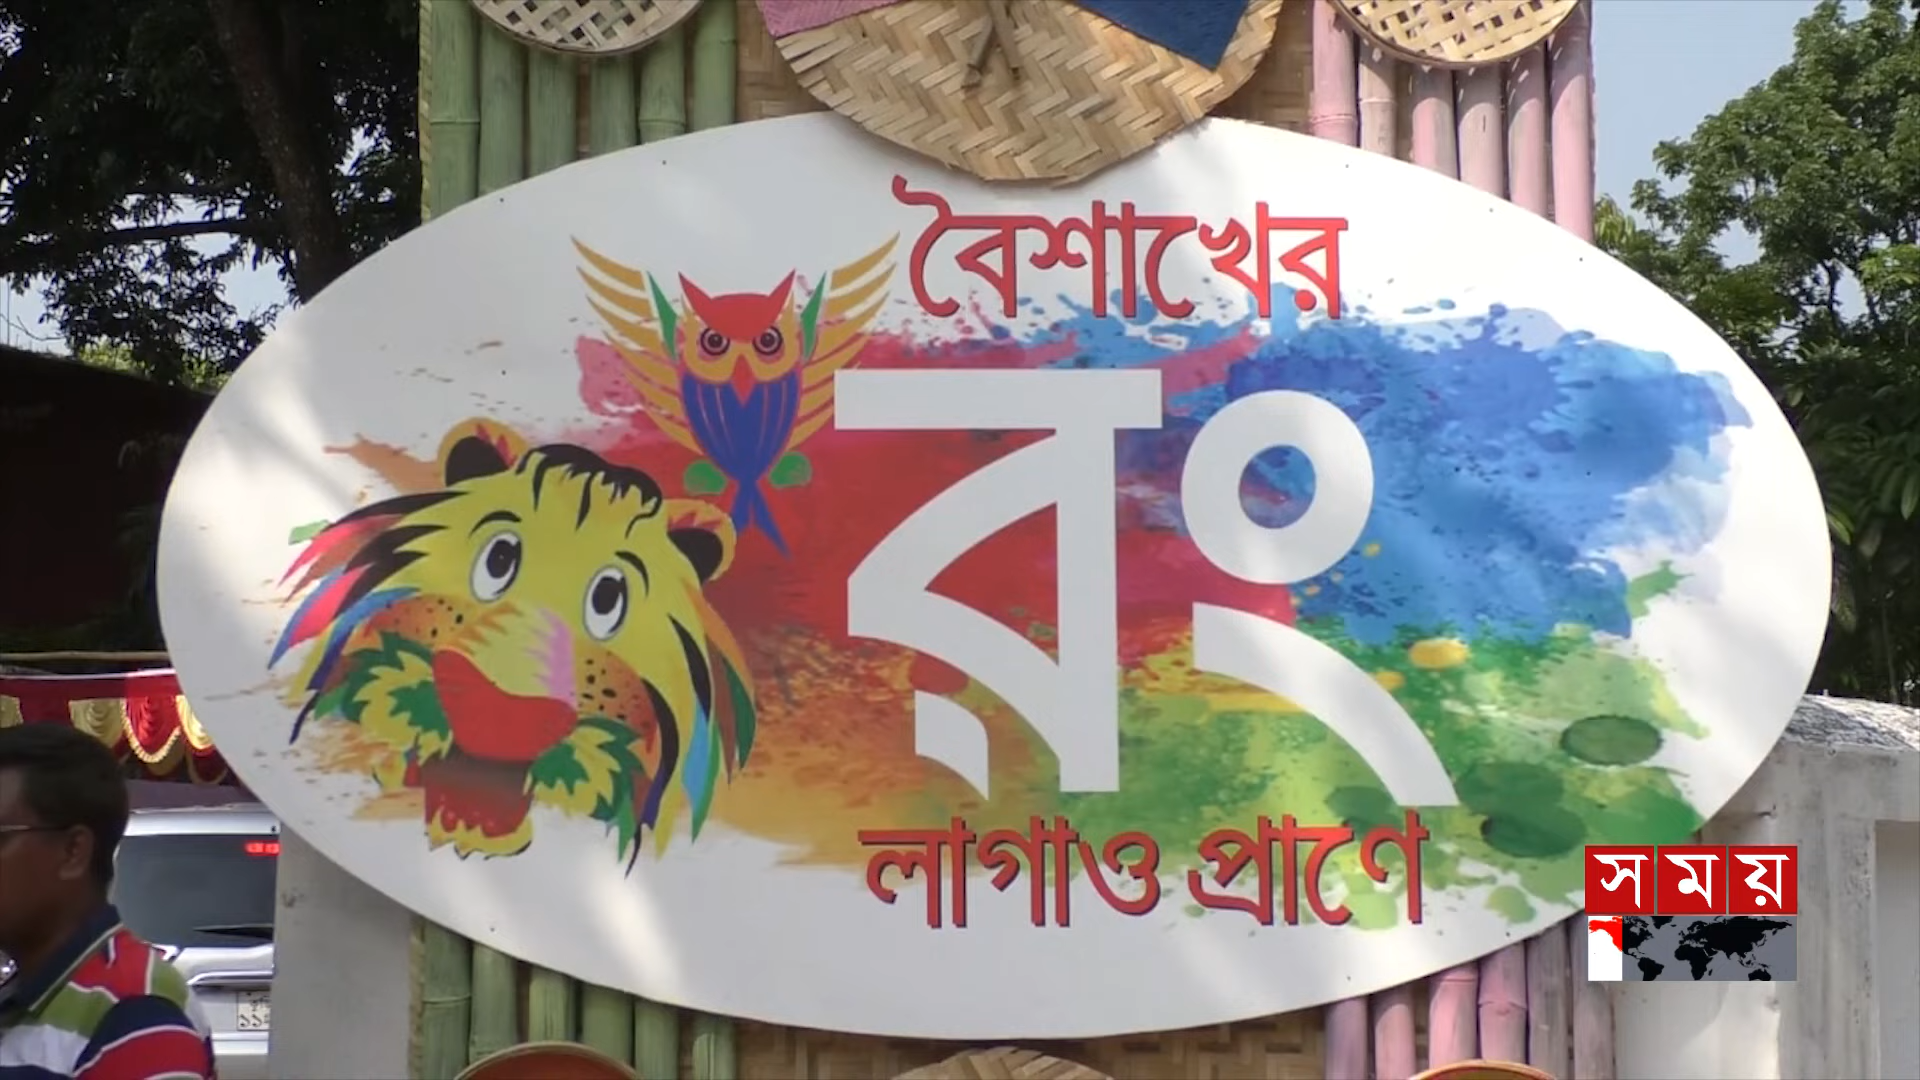 বৈশাখের
রং
লাগাও প্রাণে
সময়